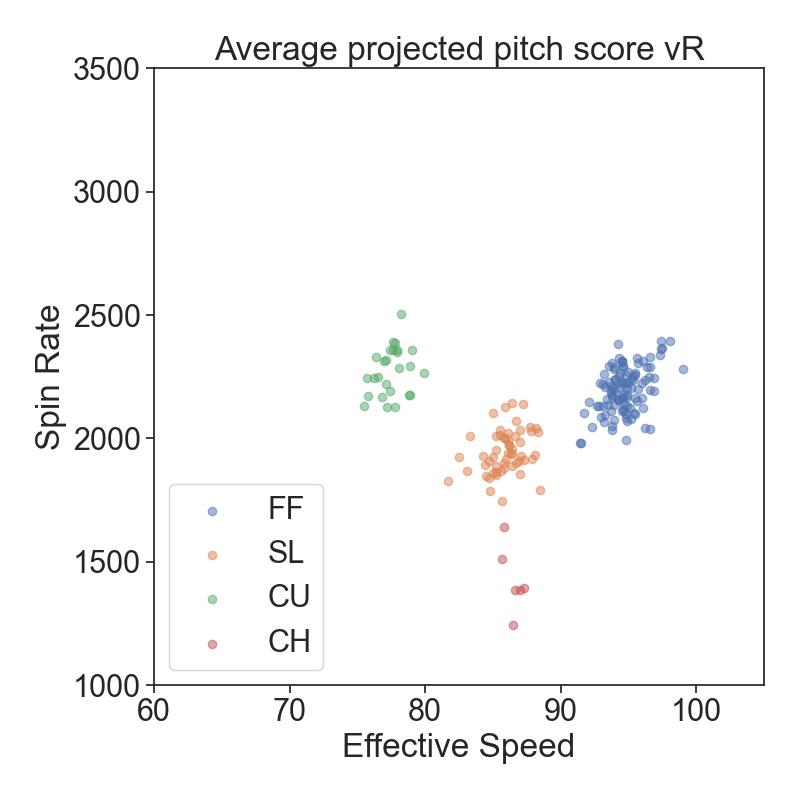 Average projected pitch score vR
3500
3000
2500
2000
1500
1000
Spin Rate
FF
SL
CU
CH
60 70 80 90 100
Effective Speed